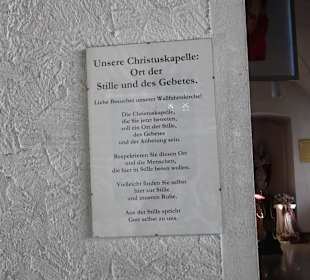 Unsere Christuskapelle:
Ort der
Stille und des Gebetes.
Liebe Besucher unserer Wallfahrtskirche!
Die Christuskapelle,
die Sie jetzt betreten,
soll ein Ort der Stille,
des Gebetes
und der Anbetung sein.
Respektieren Sie diesen Ort
und die Menschen,
die hier in Stille beten wollen.
Vielleicht finden Sie selbst
hier zur Stille
und inneren Ruhe.
Aus der Stille spricht
Gott selbst zu uns.